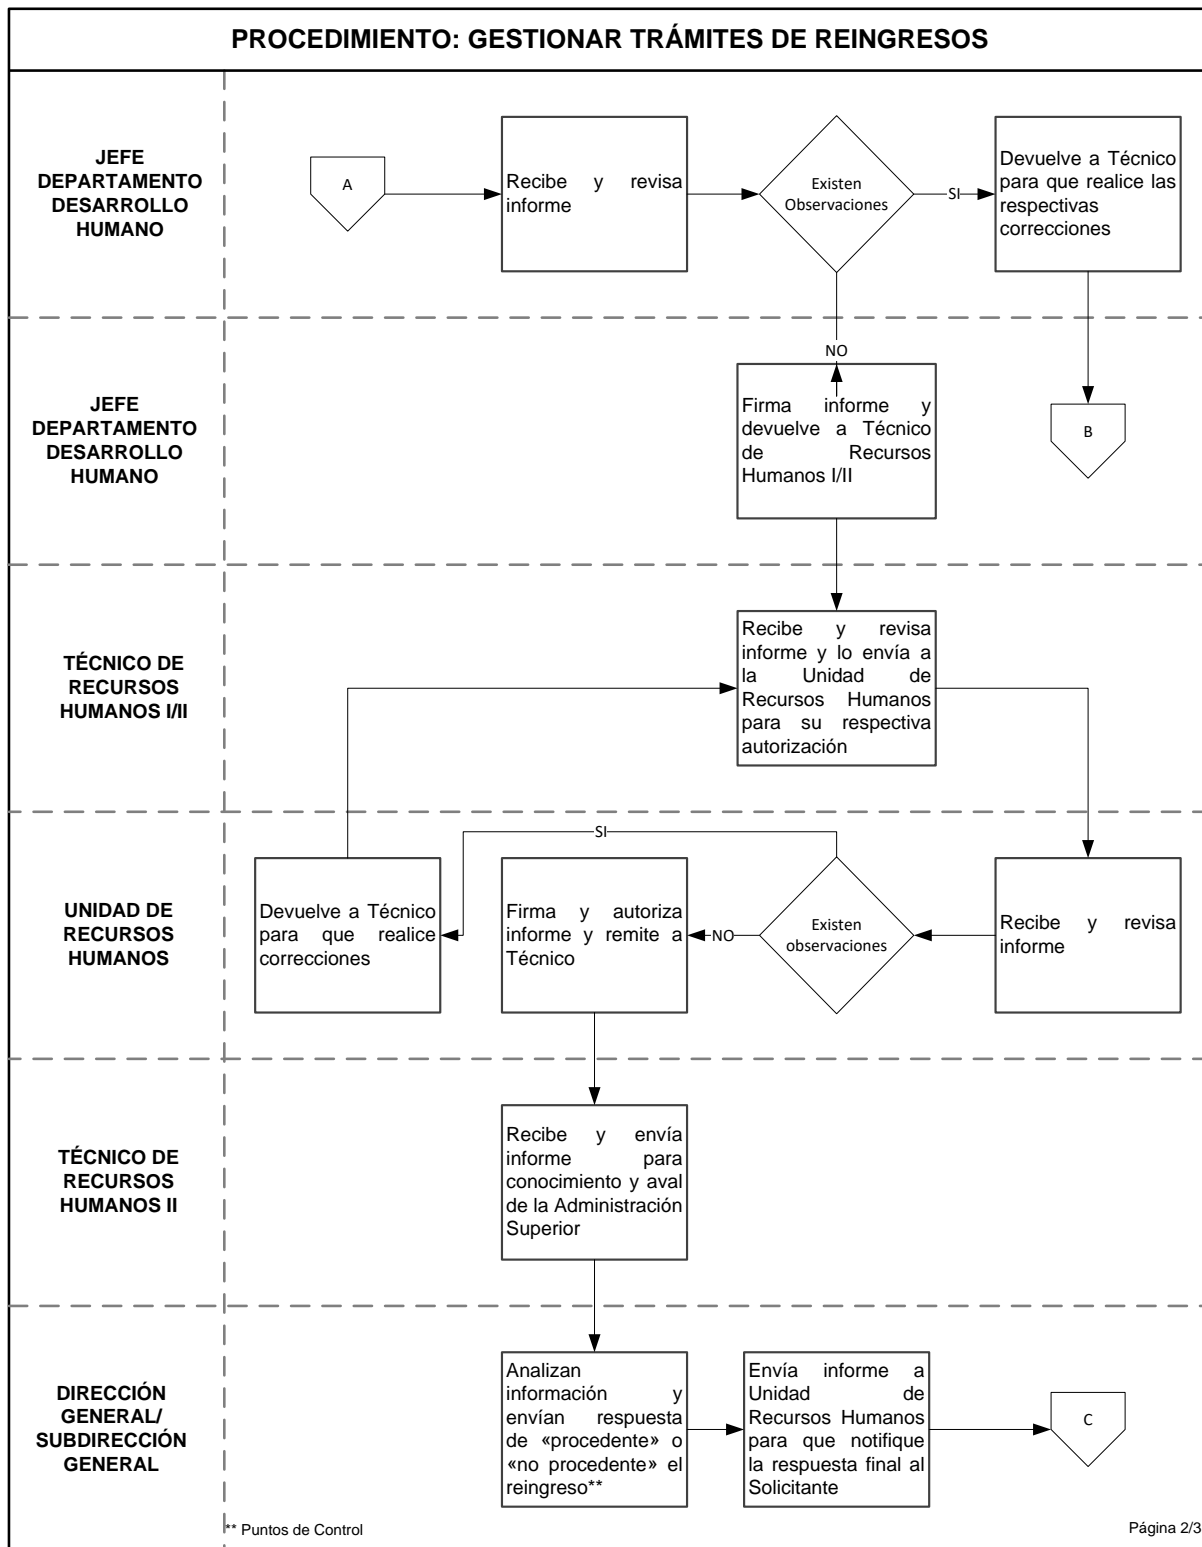 PROCEDIMIENTO: GESTIONAR TRÁMITES DE REINGRESOS
JEFE
DEPARTAMENTO
DESARROLLO
HUMANO
A
Recibe y revisa
informe
Existen
Observaciones
SI
Devuelve a Técnico
para que realice las
respectivas
correcciones
NO
JEFE
DEPARTAMENTO
DESARROLLO
HUMANO
Firma informe y
devuelve a Técnico
de Recursos
Humanos I/II
B
TÉCNICO DE
RECURSOS
HUMANOS I/II
Recibe y revisa
informe y lo envía a
la Unidad de
Recursos Humanos
para su respectiva
autorización
SI
UNIDAD DE
RECURSOS
HUMANOS
Devuelve a Técnico
para que realice
correcciones
Firma y autoriza
informe y remite a
Técnico
NO
Existen
observaciones
Recibe y revisa
informe
TÉCNICO DE
RECURSOS
HUMANOS II
Recibe y envía
informe para
conocimiento y aval
de la Administración
Superior
DIRECCIÓN
GENERAL/
SUBDIRECCIÓN
GENERAL
Analizan
información y
envían respuesta
de «procedente» o
«no procedente» el
reingreso**
Envía informe a
Unidad de
Recursos Humanos
para que notifique
la respuesta final al
Solicitante
C
** Puntos de Control
Página 2/3